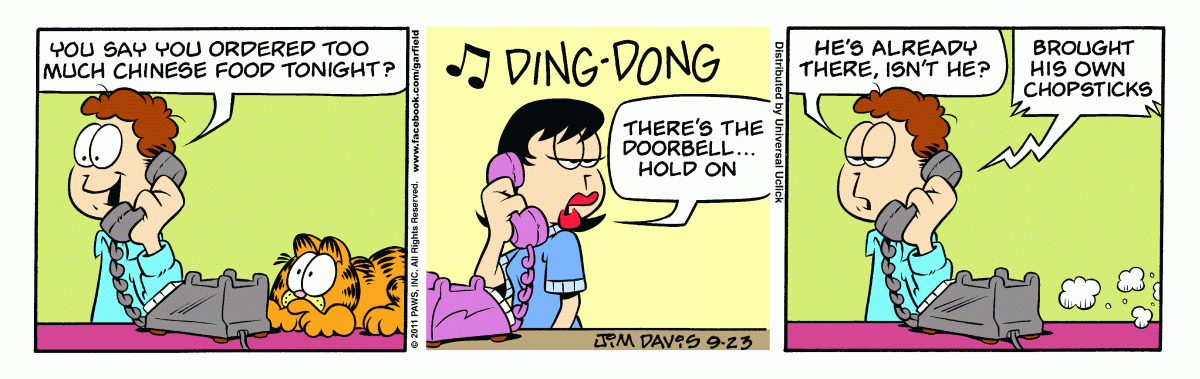 YOU SAY YOU ORDERED TOO
MUCH CHINESE FOOD TONIGHT?
© 2011 PAWS, INC. All Rights Reserved. www.facebook.com/garfield
♫ DING-DONG
THERE'S THE
DOORBELL...
HOLD ON
JIM DAVIS 9-23
Distributed by Universal Uclick
HE'S ALREADY
THERE, ISN'T HE?
BROUGHT
HIS OWN
CHOPSTICKS